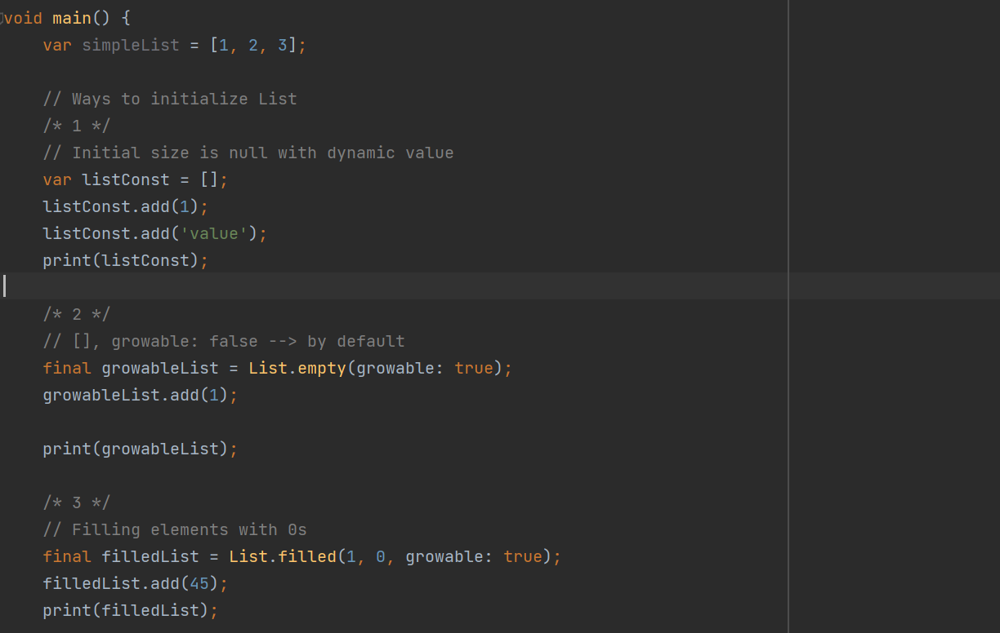 void main() {
    var simpleList = [1, 2, 3];

    // Ways to initialize List
    /* 1 */
    // Initial size is null with dynamic value
    var listConst = [];
    listConst.add(1);
    listConst.add('value');
    print(listConst);

    /* 2 */
    // [], growable: false --> by default
    final growableList = List.empty(growable: true);
    growableList.add(1);

    print(growableList);

    /* 3 */
    // Filling elements with 0s
    final filledList = List.filled(1, 0, growable: true);
    filledList.add(45);
    print(filledList);